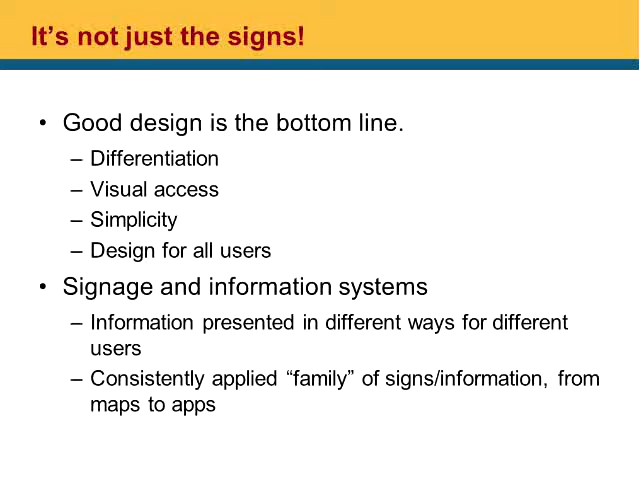 It's not just the signs!
• Good design is the bottom line.
– Differentiation
– Visual access
– Simplicity
– Design for all users
• Signage and information systems
– Information presented in different ways for different
users
– Consistently applied “family” of signs/information, from
maps to apps